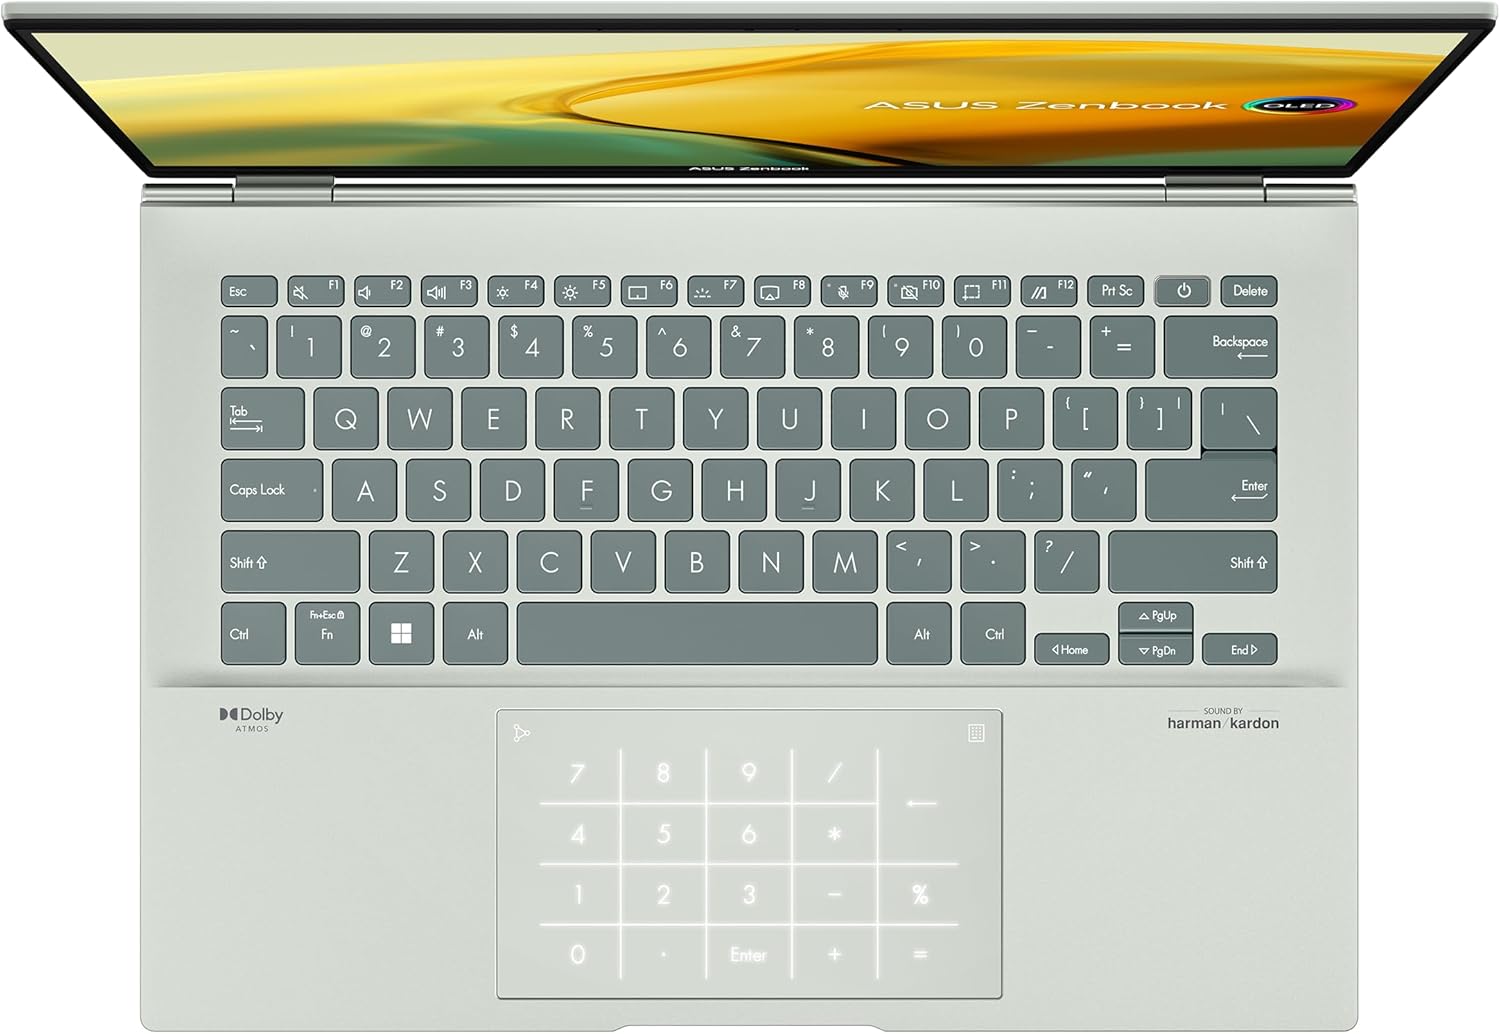 ASUS Zenbook OLED
ASUS Zenbook
Esc F1 F2 F3 F4 F5 F6 F7 F8 F9 F10 F11 F12 Prt Sc Delete
~ ` ! 1 @ 2 # 3 $ 4 % 5 ^ 6 & 7 * 8 ( 9 ) 0 _ - + = Backspace
Tab Q W E R T Y U I O P { [ } ] | \
Caps Lock A S D F G H J K L : ; " ' Enter
Shift Z X C V B N M < , > . ? / Shift
Fn+Esc
Ctrl Fn Alt Alt Ctrl Home PgUp PgDn End
Dolby
ATMOS
SOUND BY
harman/kardon
7 8 9 / ←
4 5 6 *
1 2 3 - %
0 . Enter + =